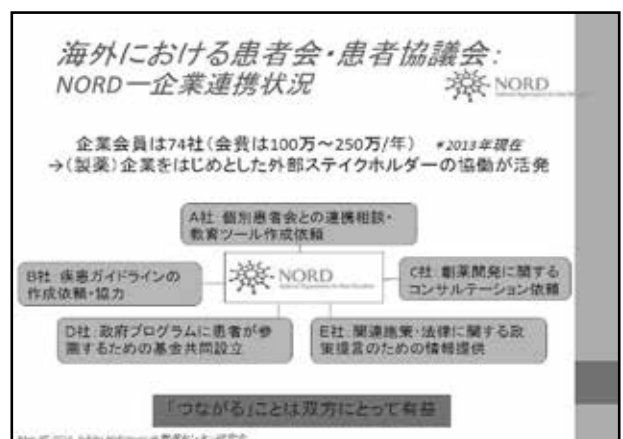 海外における患者会・患者協議会:
NORDー企業連携状況
NORD
企業会員は74社(会費は100万~250万/年) *2013年現在
→(製薬)企業をはじめとした外部ステイクホルダーの協働が活発
A社:個別患者会との連携相談・
教育ツール作成依頼
B社:疾患ガイドラインの
作成依頼・協力
NORD
C社:創薬開発に関する
コンサルテーション依頼
D社:政府プログラムに患者が参
画するための基金共同設立
E社:関連施策・法律に関する政
策提言のための情報提供
「つながる」ことは双方にとって有益